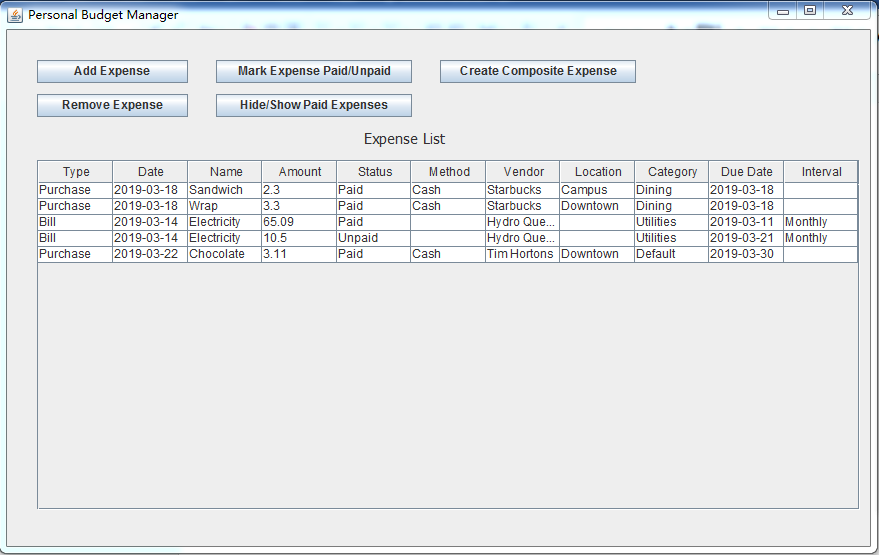 Personal Budget Manager
Add Expense Mark Expense Paid/Unpaid Create Composite Expense
Remove Expense Hide/Show Paid Expenses
Expense List
Type Date Name Amount Status Method Vendor Location Category Due Date Interval
Purchase 2019-03-18 Sandwich 2.3 Paid Cash Starbucks Campus Dining 2019-03-18
Purchase 2019-03-18 Wrap 3.3 Paid Cash Starbucks Downtown Dining 2019-03-18
Bill 2019-03-14 Electricity 65.09 Paid Hydro Que... Utilities 2019-03-11 Monthly
Bill 2019-03-14 Electricity 10.5 Unpaid Hydro Que... Utilities 2019-03-21 Monthly
Purchase 2019-03-22 Chocolate 3.11 Paid Cash Tim Hortons Downtown Default 2019-03-30